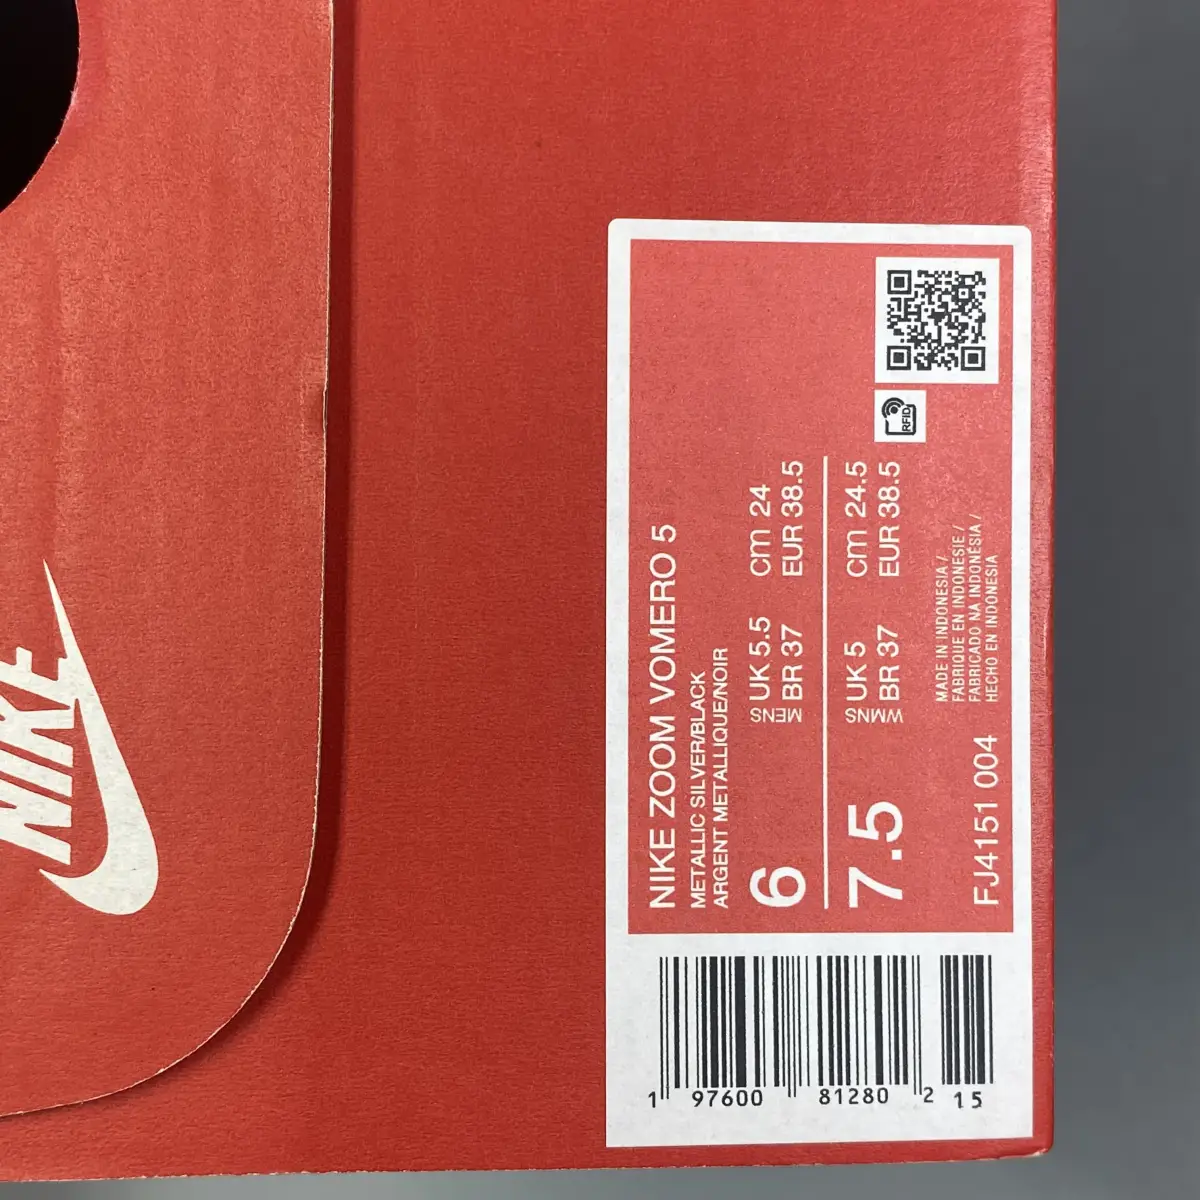 NIKE
NIKE ZOOM VOMERO 5
METALLIC SILVER/BLACK
ARGENT METALLIQUE/NOIR
6
MENS
UK 5.5 cm 24
BR 37 EUR 38.5
7.5
WMNS
UK 5 cm 24.5
BR 37 EUR 38.5
RFID
FJ4151 004
MADE IN INDONESIA /
FABRIQUE EN INDONESIE /
FABRICADO NA INDONÉSIA /
HECHO EN INDONESIA
1 97600 81280 2 15